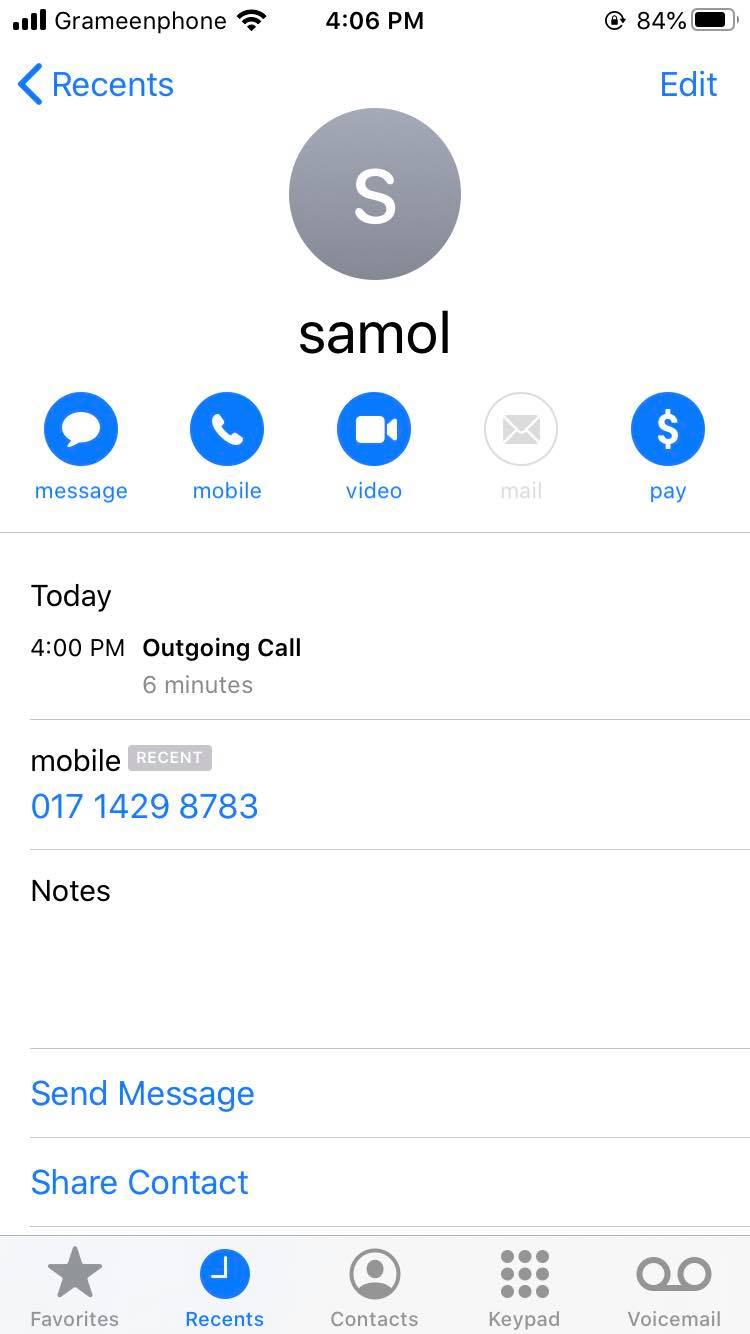 Grameenphone 4:06 PM 84%
Recents Edit
S
samol
message mobile video mail pay
Today
4:00 PM Outgoing Call
6 minutes
mobile RECENT
017 1429 8783
Notes
Send Message
Share Contact
Favorites Recents Contacts Keypad Voicemail